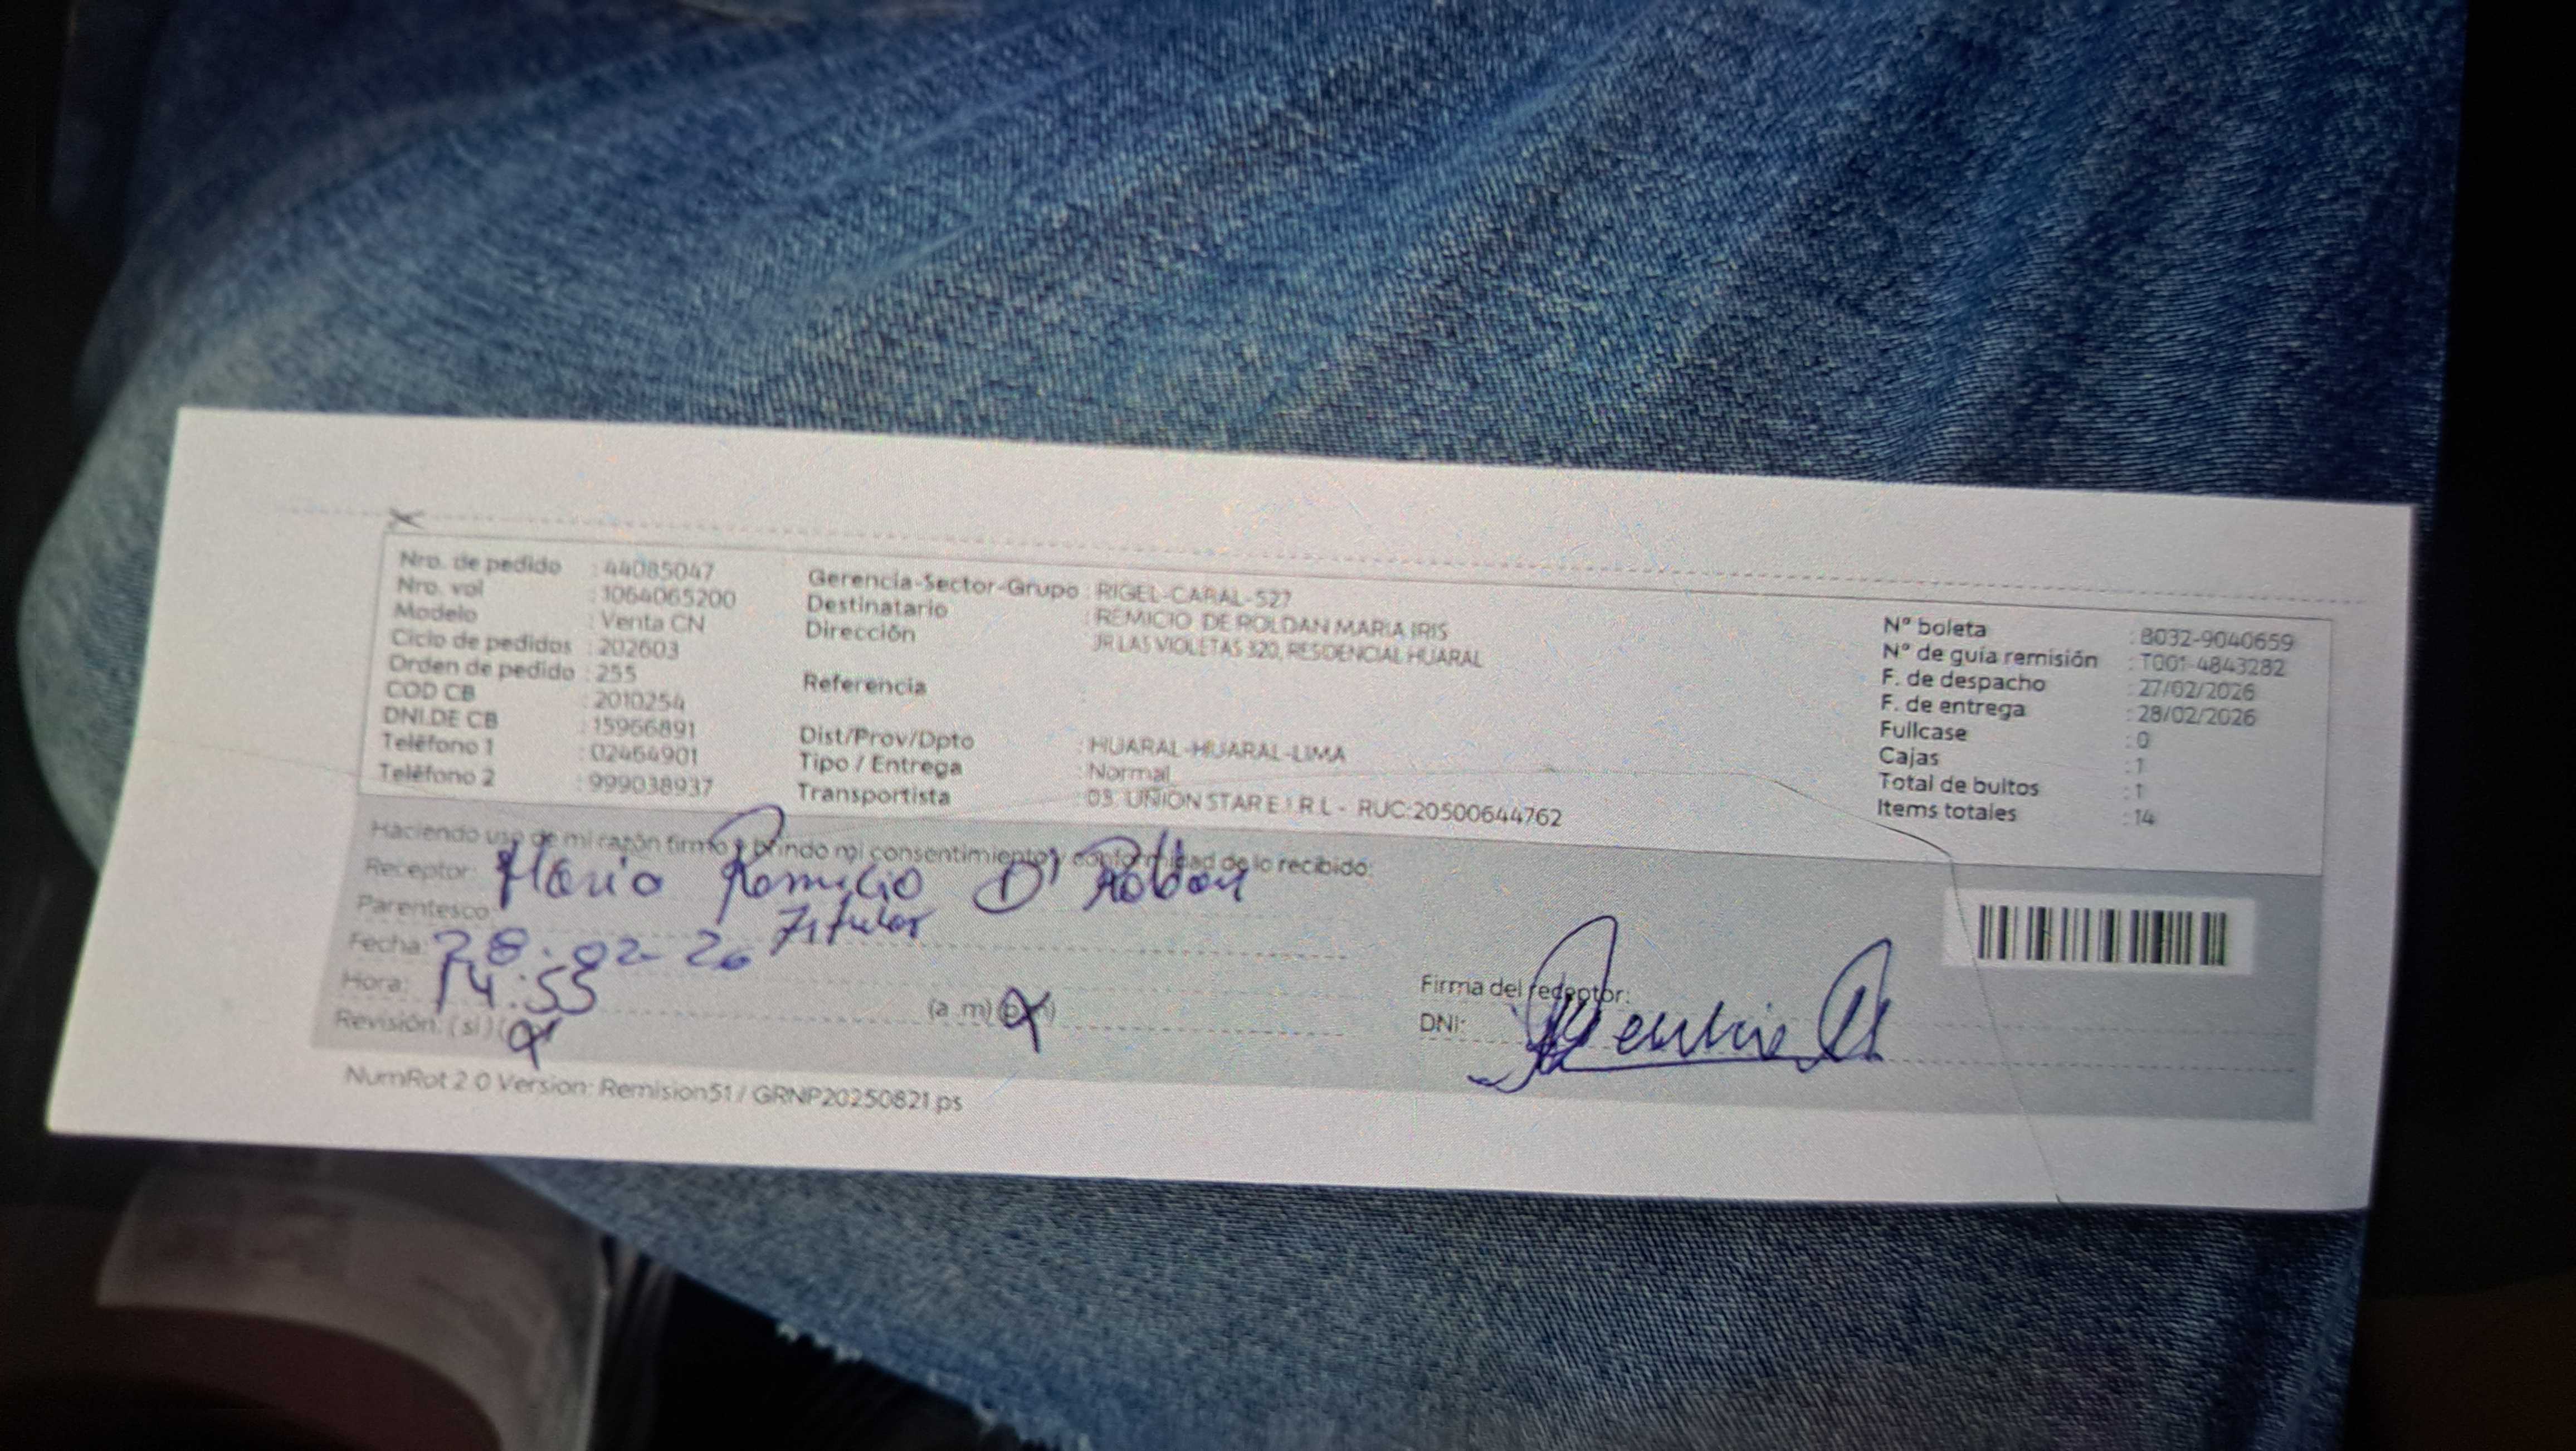 Nro. de pedido : 44085047
Nro. vol : 1064065200
Modelo : Venta CN
Ciclo de pedidos : 202603
Orden de pedido : 255
COD CB : 2010254
DNI.DE CB : 15966891
Teléfono 1 : 02464901
Teléfono 2 : 999038937
Gerencia-Sector-Grupo : RIGEL-CARAL-527
Destinatario : REMICIO DE ROLDAN MARIA IRIS
Dirección : JR LAS VIOLETAS 320, RESDENCIAL HUARAL
Referencia :
Dist/Prov/Dpto : HUARAL-HUARAL-LIMA
Tipo / Entrega : Normal
Transportista : 03. UNION STAR E.I.R.L - RUC:20500644762
N° boleta : B032-9040659
N° de guía remisión : T001-4843282
F. de despacho : 27/02/2026
F. de entrega : 28/02/2026
Fullcase : 0
Cajas : 1
Total de bultos : 1
Items totales : 14
Haciendo uso de mi razón firmo y brindo mi consentimiento y conformidad de lo recibido:
Receptor: Maria Remicio D' Roldan
Parentesco: Titular
Fecha: 28-02-26
Hora: 14:55 (a m)
Revisión: (si)
Firma del receptor:
DNI:
NumRot 2.0 Version: Remision51 / GRNP20250821.ps